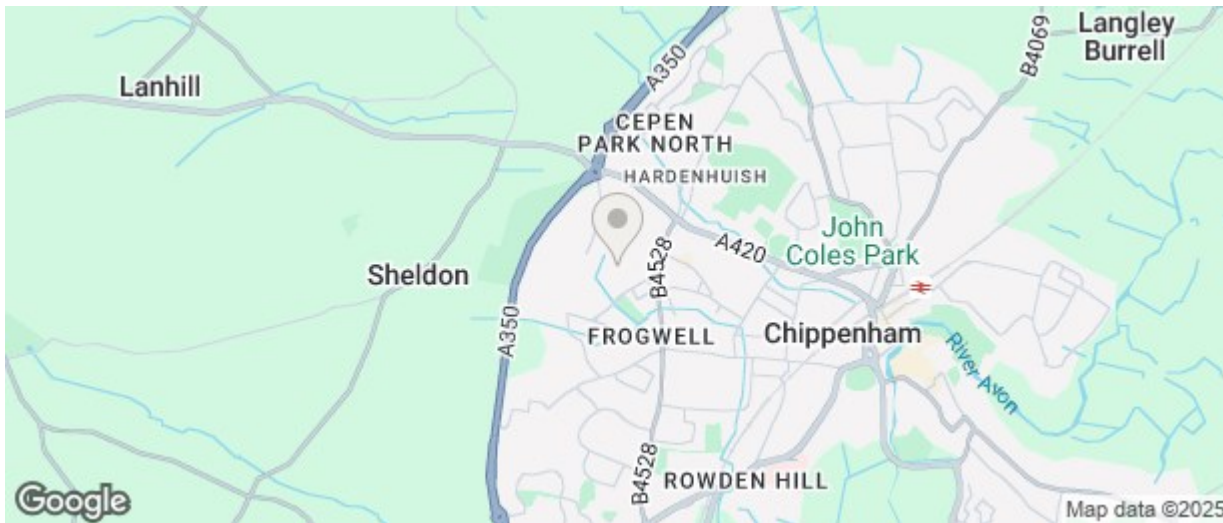 Langley
Burrell
B4069
A350
Lanhill
CEPEN
PARK NORTH
HARDENHUISH
John
Coles Park
A420
B4528
Sheldon
A350
FROGWELL
Chippenham
River Avon
B4528
ROWDEN HILL
Google
Map data ©2025